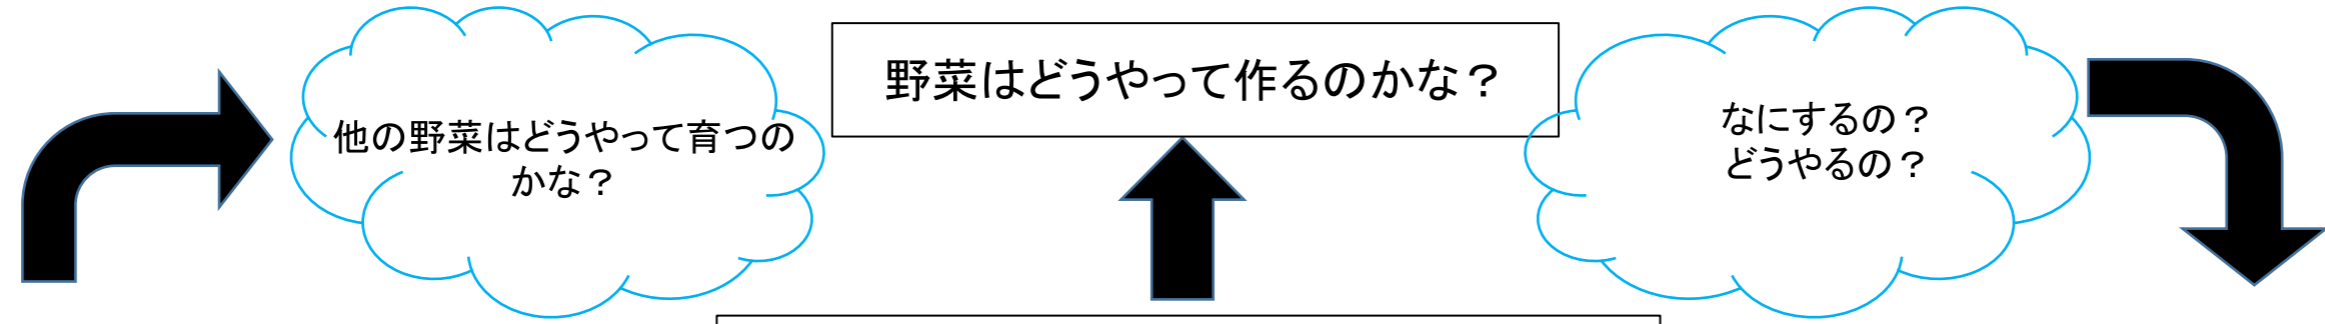 他の野菜はどうやって育つの
かな？
野菜はどうやって作るのかな？
なにするの？
どうやるの？